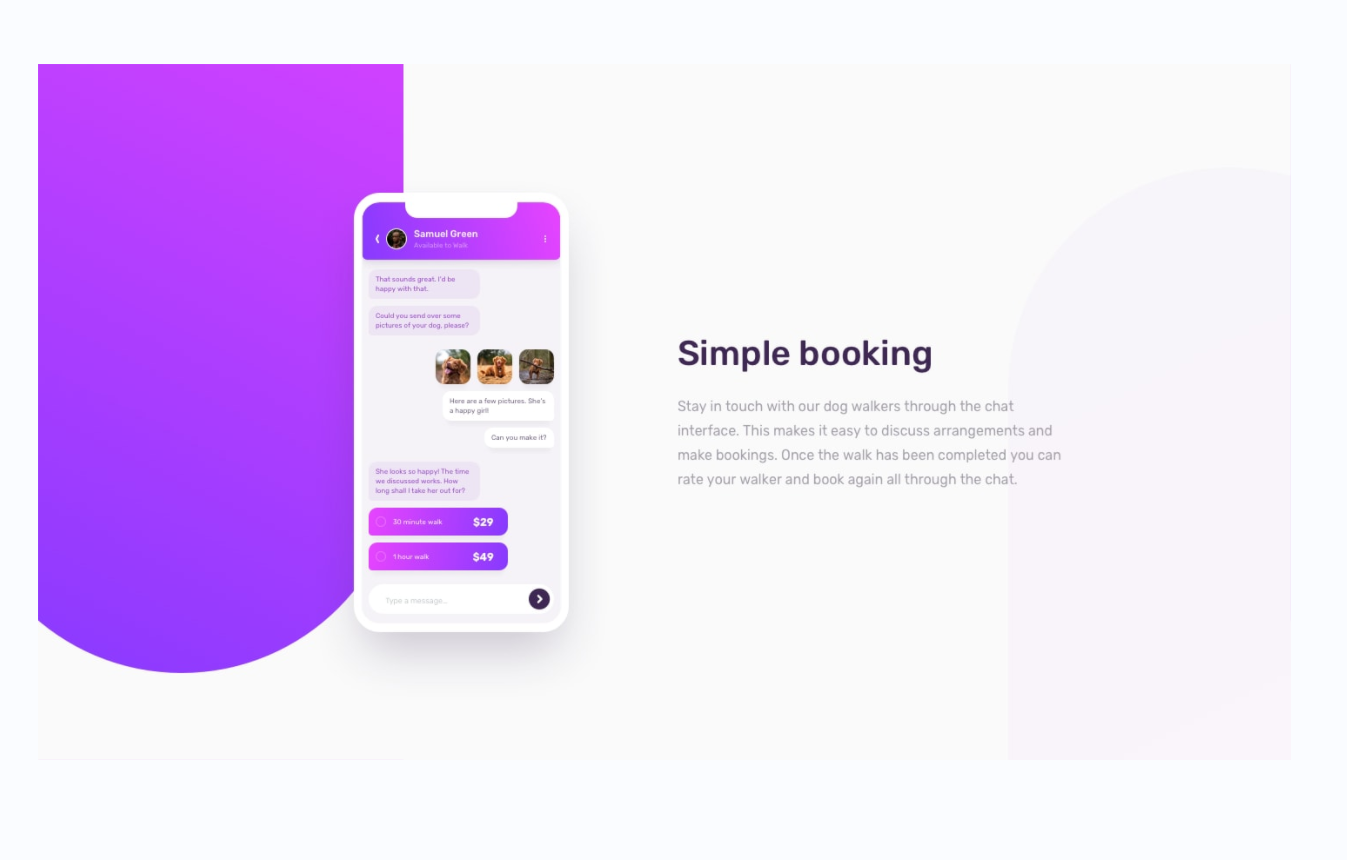 Samuel Green
Available to Walk
That sounds great. I'd be
happy with that.
Could you send over some
pictures of your dog, please?
Here are a few pictures. She's
a happy girl!
Can you make it?
She looks so happy! The time
we discussed works. How
long shall I take her out for?
30 minute walk $29
1 hour walk $49
Type a message…
Simple booking
Stay in touch with our dog walkers through the chat
interface. This makes it easy to discuss arrangements and
make bookings. Once the walk has been completed you can
rate your walker and book again all through the chat.